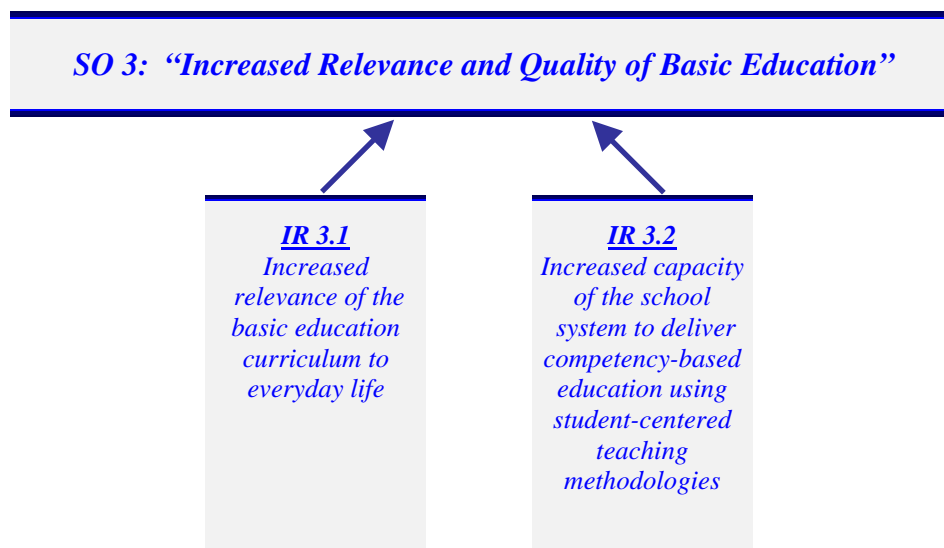 SO 3: “Increased Relevance and Quality of Basic Education”
IR 3.1
Increased
relevance of the
basic education
curriculum to
everyday life
IR 3.2
Increased capacity
of the school
system to deliver
competency-based
education using
student-centered
teaching
methodologies